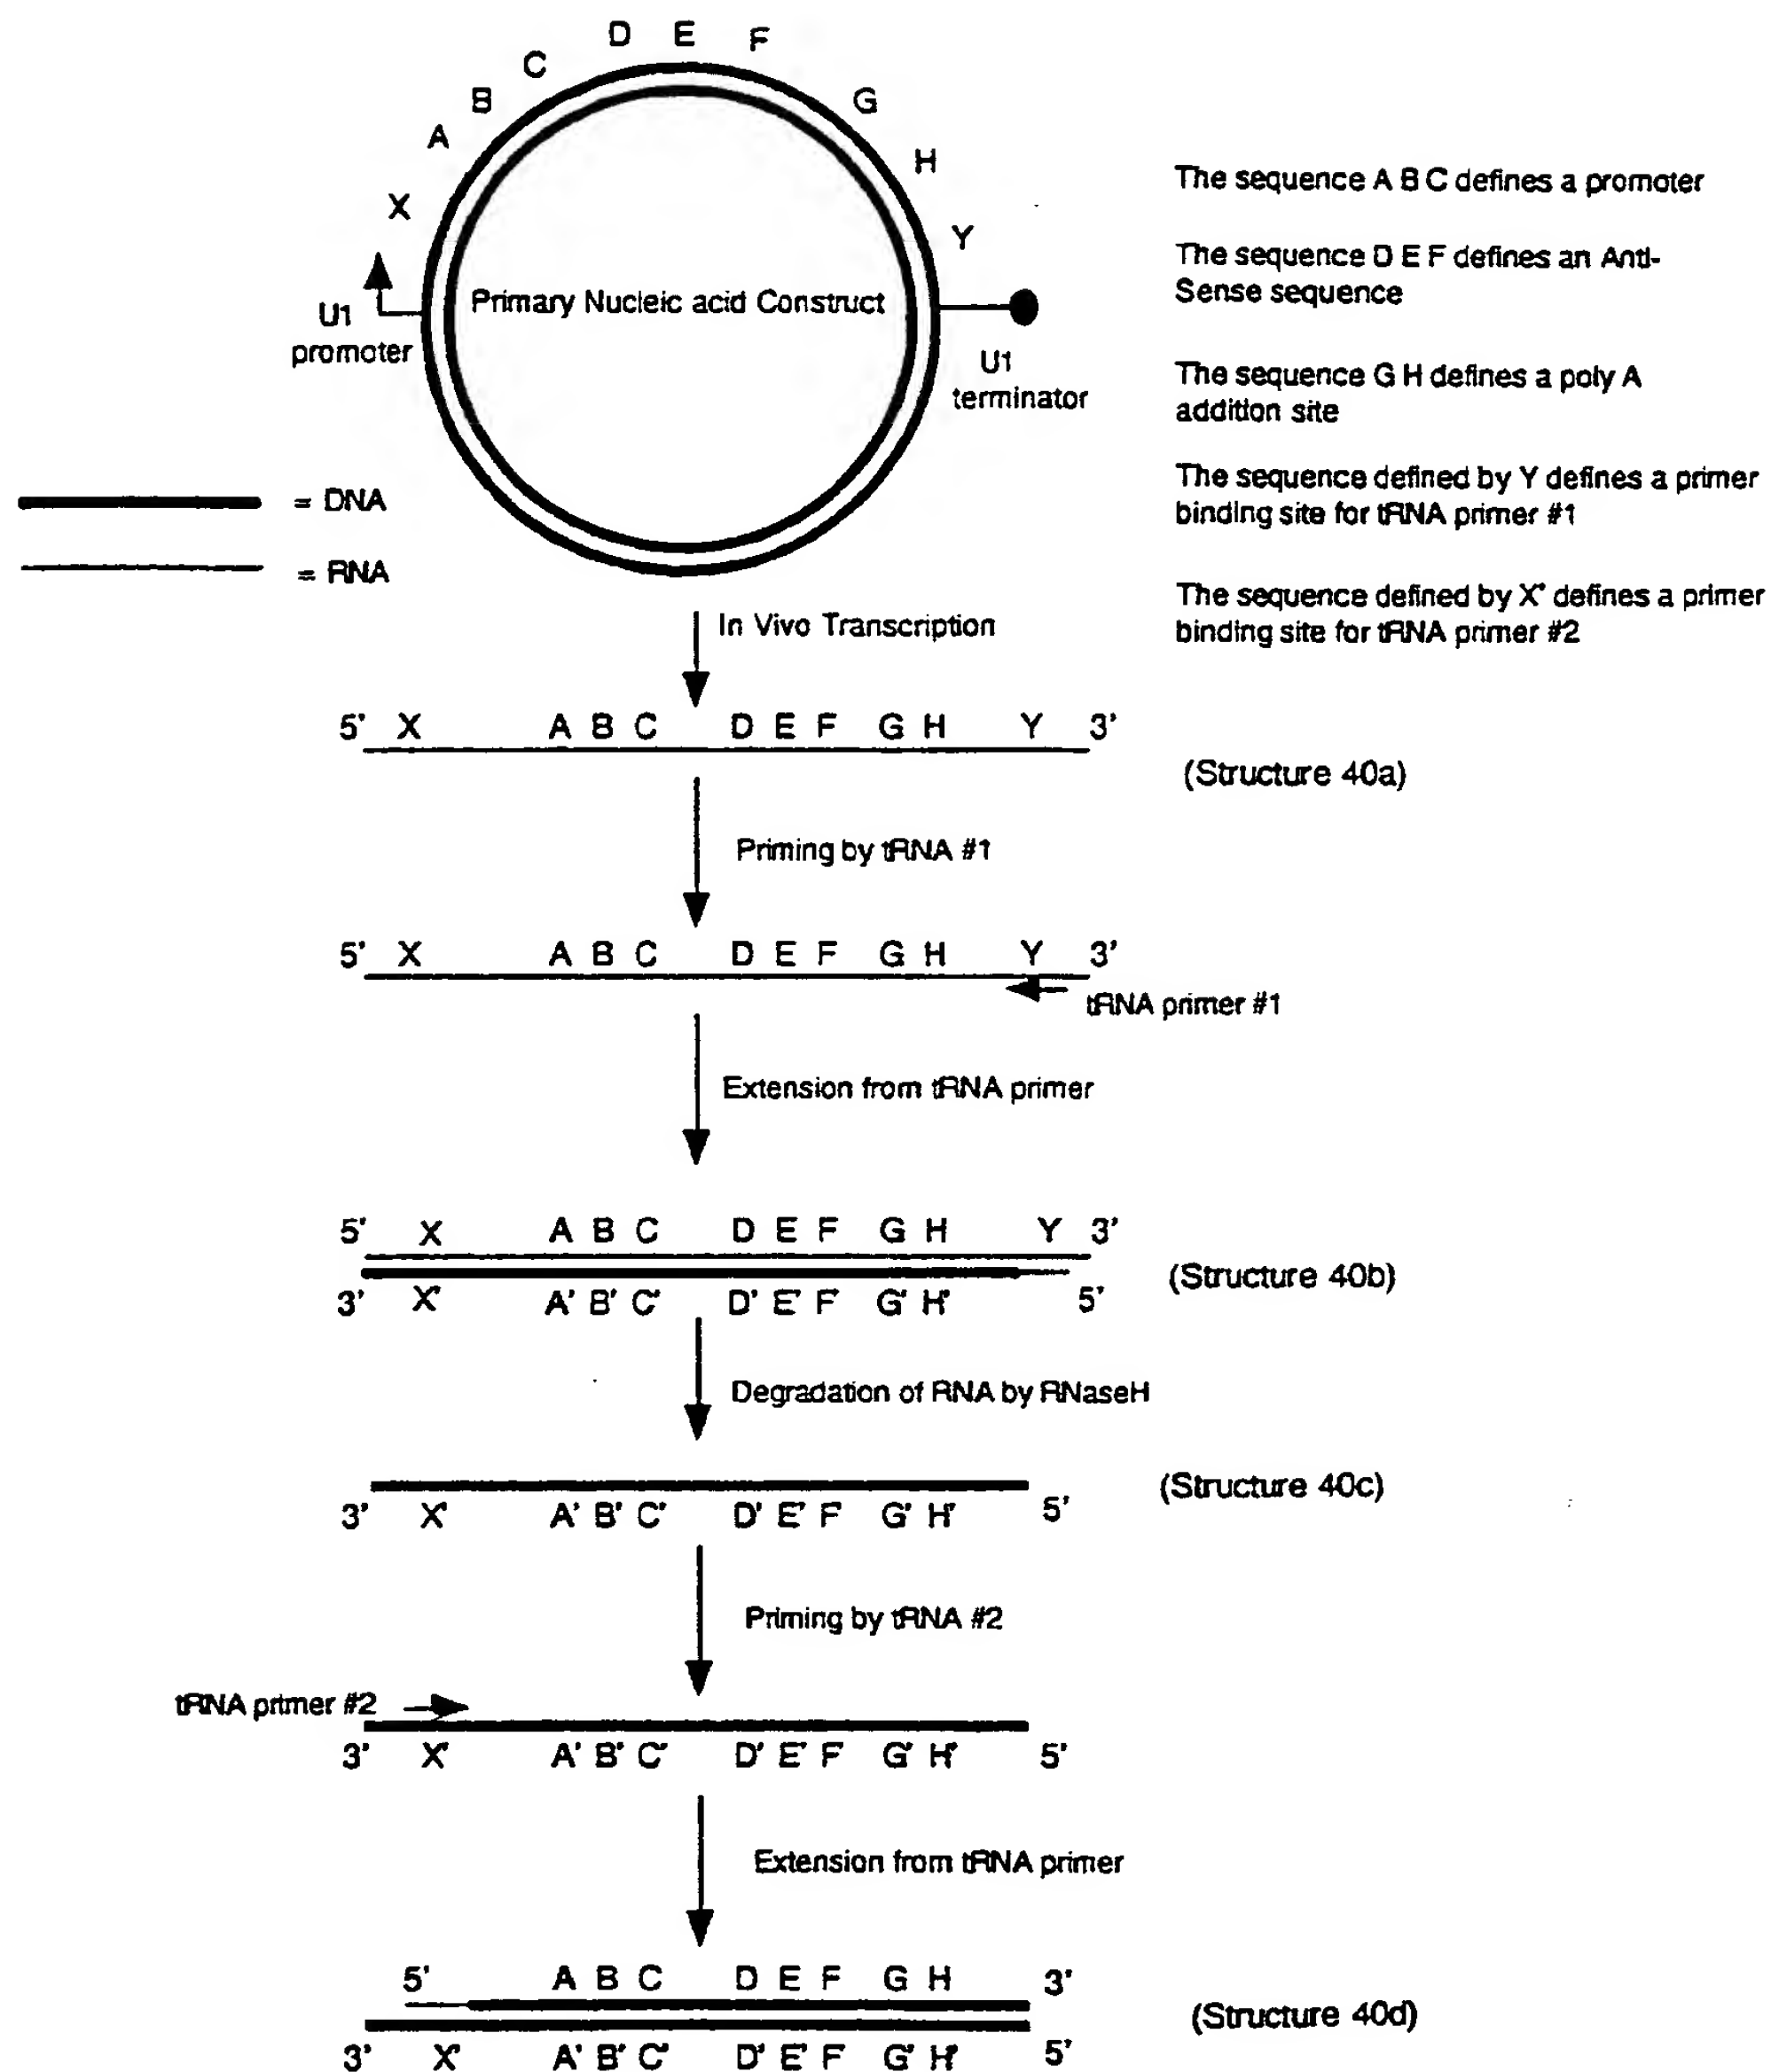 D E F
C
B G
A H
X Y
The sequence A B C defines a promoter
The sequence D E F defines an Anti-
Sense sequence
Primary Nucleic acid Construct
U1
promoter
U1
terminator
The sequence G H defines a poly A
addition site
The sequence defined by Y defines a primer
binding site for tRNA primer #1
= DNA
= RNA
The sequence defined by X' defines a primer
binding site for tRNA primer #2
In Vivo Transcription
5' X A B C D E F G H Y 3'
(Structure 40a)
Priming by tRNA #1
5' X A B C D E F G H Y 3'
tRNA primer #1
Extension from tRNA primer
5' X A B C D E F G H Y 3'
(Structure 40b)
3' X' A' B' C' D' E' F' G' H' 5'
Degradation of RNA by RNaseH
(Structure 40c)
3' X' A' B' C' D' E' F' G' H' 5'
Priming by tRNA #2
tRNA primer #2
3' X' A' B' C' D' E' F' G' H' 5'
Extension from tRNA primer
5' A B C D E F G H 3'
(Structure 40d)
3' X' A' B' C' D' E' F' G' H' 5'